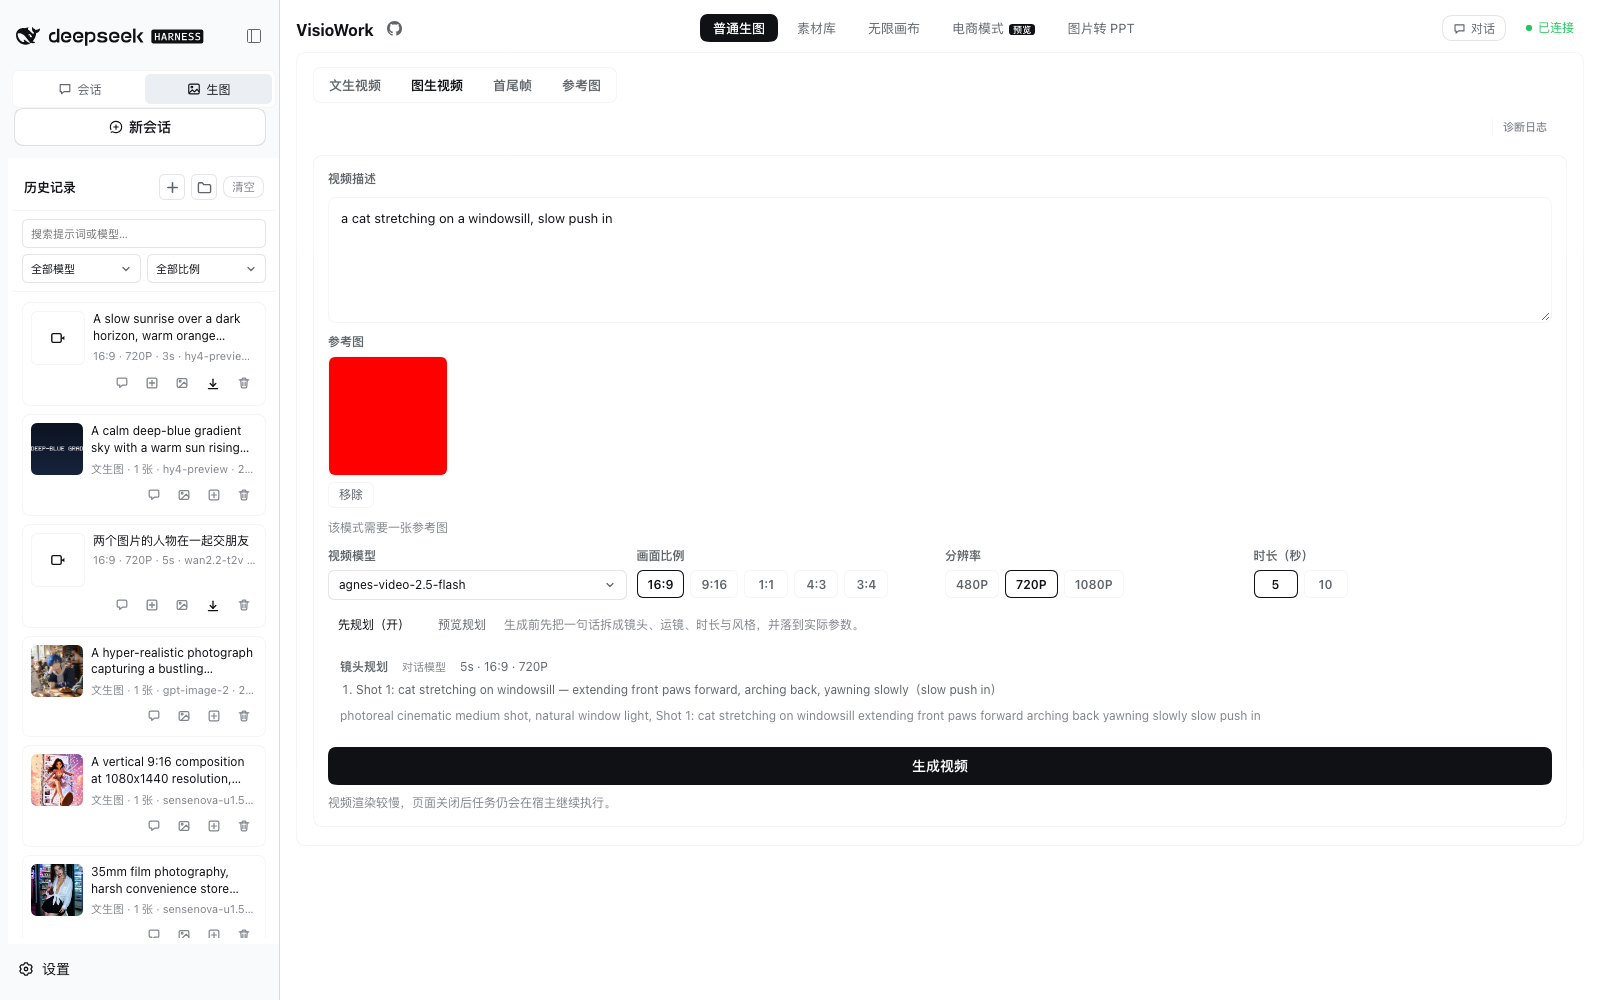 deepseek HARNESS
会话
生图
新会话
历史记录
清空
搜索提示词或模型...
全部模型
全部比例
A slow sunrise over a dark
horizon, warm orange...
16:9 · 720P · 3s · hy4-previe...
A calm deep-blue gradient
sky with a warm sun rising...
文生图 · 1 张 · hy4-preview · 2...
两个图片的人物在一起交朋友
16:9 · 720P · 5s · wan2.2-t2v ...
A hyper-realistic photograph
capturing a bustling...
文生图 · 1 张 · gpt-image-2 · 2...
A vertical 9:16 composition
at 1080x1440 resolution,...
文生图 · 1 张 · sensenova-u1.5...
35mm film photography,
harsh convenience store...
文生图 · 1 张 · sensenova-u1.5...
设置
VisioWork
普通生图
素材库
无限画布
电商模式 预览
图片转 PPT
对话
已连接
文生视频
图生视频
首尾帧
参考图
诊断日志
视频描述
a cat stretching on a windowsill, slow push in
参考图
移除
该模式需要一张参考图
视频模型
agnes-video-2.5-flash
画面比例
16:9
9:16
1:1
4:3
3:4
分辨率
480P
720P
1080P
时长（秒）
5
10
先规划（开）
预览规划
生成前先把一句话拆成镜头、运镜、时长与风格，并落到实际参数。
镜头规划 对话模型 5s · 16:9 · 720P
1. Shot 1: cat stretching on windowsill — extending front paws forward, arching back, yawning slowly（slow push in）
photoreal cinematic medium shot, natural window light, Shot 1: cat stretching on windowsill extending front paws forward arching back yawning slowly slow push in
生成视频
视频渲染较慢，页面关闭后任务仍会在宿主继续执行。